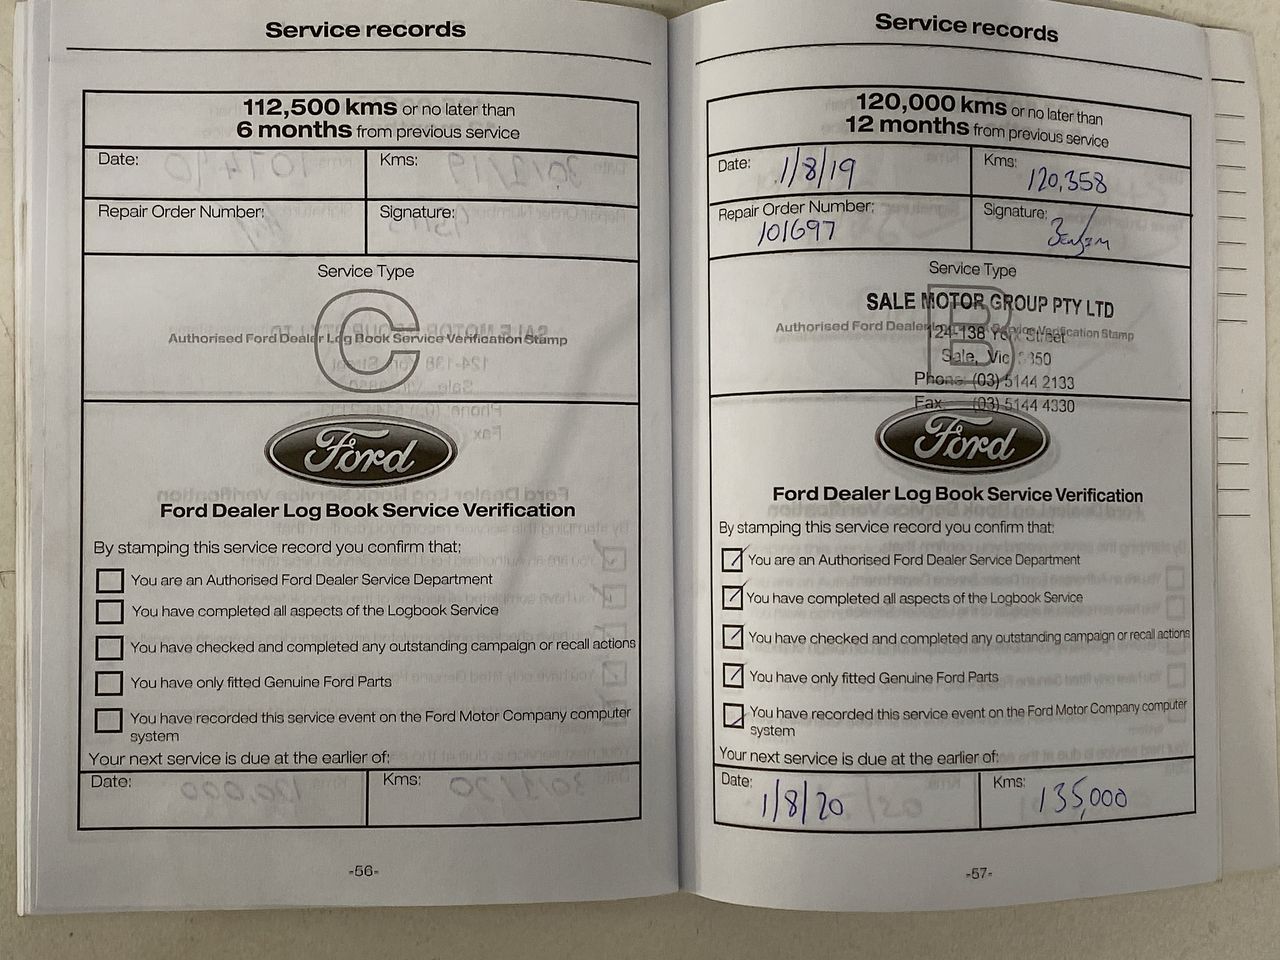 Service records
112,500 kms or no later than
6 months from previous service
Date:
Kms:
Repair Order Number:
Signature:
Service Type
C
Authorised Ford Dealer Log Book Service Verification Stamp
Ford
Ford Dealer Log Book Service Verification
By stamping this service record you confirm that:
You are an Authorised Ford Dealer Service Department
You have completed all aspects of the Logbook Service
You have checked and completed any outstanding campaign or recall actions
You have only fitted Genuine Ford Parts
You have recorded this service event on the Ford Motor Company computer
system
Your next service is due at the earlier of:
Date:
Kms:
-56-
Service records
120,000 kms or no later than
12 months from previous service
Date: 1/8/19
Kms: 120,358
Repair Order Number: 101697
Signature:
Service Type
B
SALE MOTOR GROUP PTY LTD
Authorised Ford Dealer Service Verification Stamp
124-138 York Street
Sale, Vic 3850
Phone: (03) 5144 2133
Fax: (03) 5144 4330
Ford
Ford Dealer Log Book Service Verification
By stamping this service record you confirm that:
You are an Authorised Ford Dealer Service Department
You have completed all aspects of the Logbook Service
You have checked and completed any outstanding campaign or recall actions
You have only fitted Genuine Ford Parts
You have recorded this service event on the Ford Motor Company computer
system
Your next service is due at the earlier of:
Date: 1/8/20
Kms: 135,000
-57-